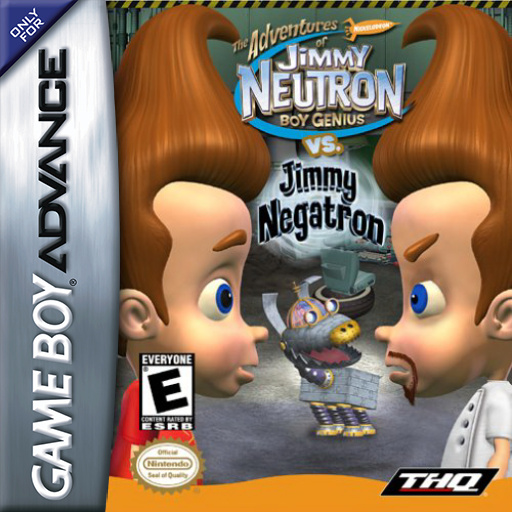 ONLY
FOR
GAME BOY ADVANCE
The Adventures
of
NICKELODEON
JIMMY
NEUTRON
BOY GENIUS
VS.
Jimmy
Negatron
EVERYONE
E
CONTENT RATED BY
ESRB
Official
Nintendo
Seal of Quality
THQ